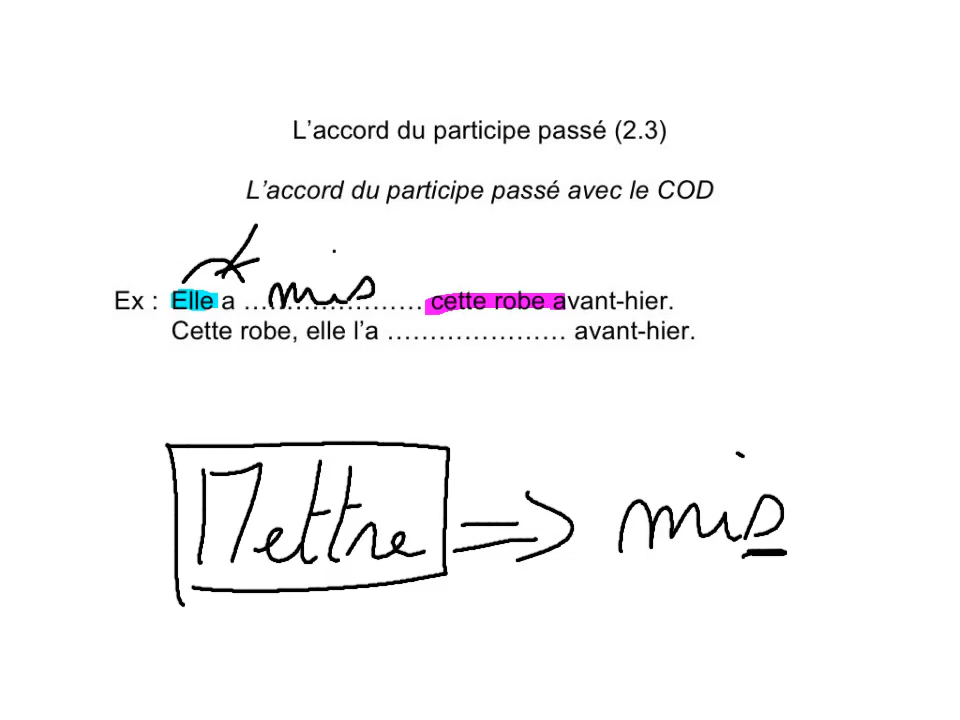 L'accord du participe passé (2.3)
L'accord du participe passé avec le COD
Ex : Elle a ...mis.................. cette robe avant-hier.
Cette robe, elle l'a ..................... avant-hier.
Mettre => mis